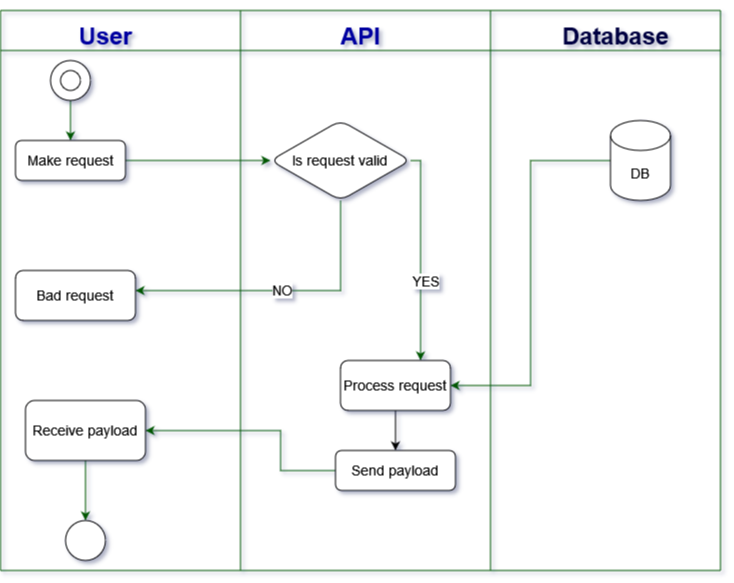 User
API
Database
Make request
Is request valid
DB
Bad request
NO
YES
Process request
Receive payload
Send payload